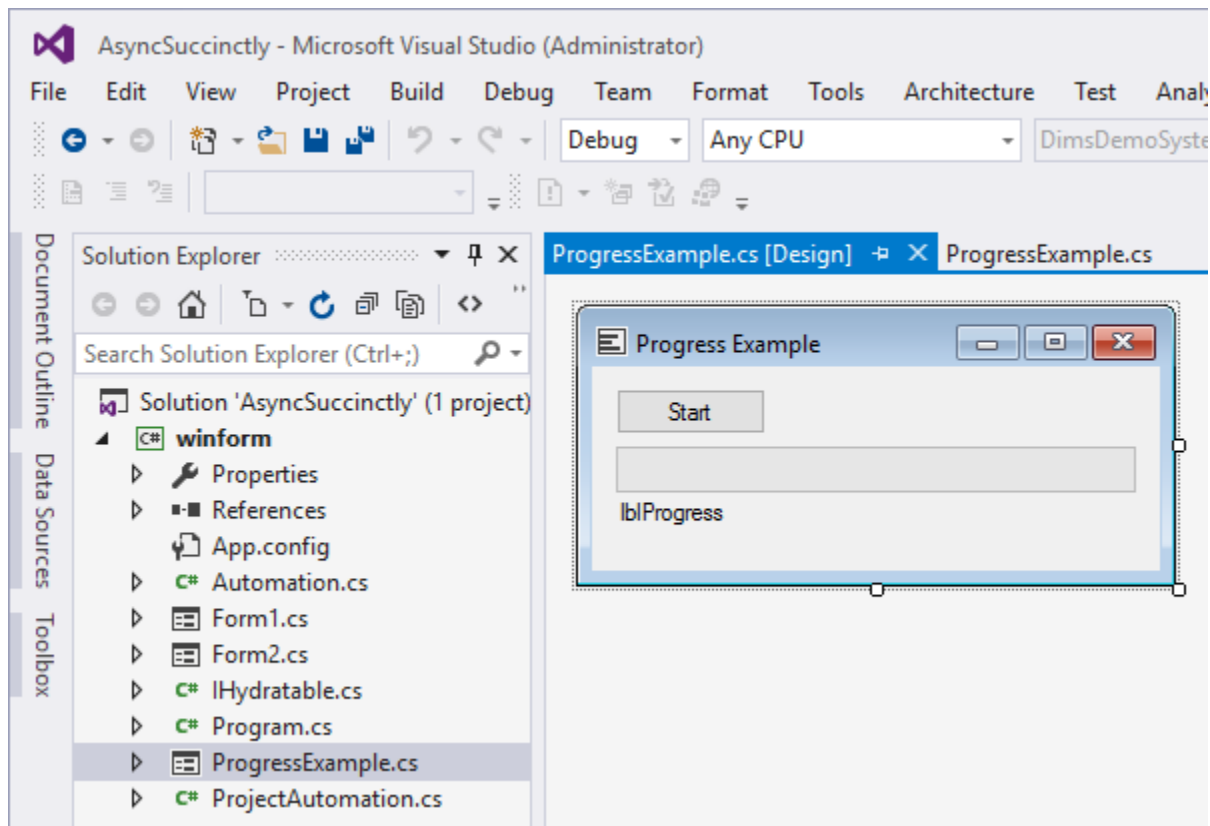 AsyncSuccinctly - Microsoft Visual Studio (Administrator)
File Edit View Project Build Debug Team Format Tools Architecture Test Analy
Debug Any CPU DimsDemoSyste
Document Outline
Data Sources
Toolbox
Solution Explorer
Search Solution Explorer (Ctrl+;)
Solution 'AsyncSuccinctly' (1 project)
C# winform
Properties
References
App.config
C# Automation.cs
Form1.cs
Form2.cs
C# IHydratable.cs
C# Program.cs
ProgressExample.cs
C# ProjectAutomation.cs
ProgressExample.cs [Design] ProgressExample.cs
Progress Example
Start
lblProgress